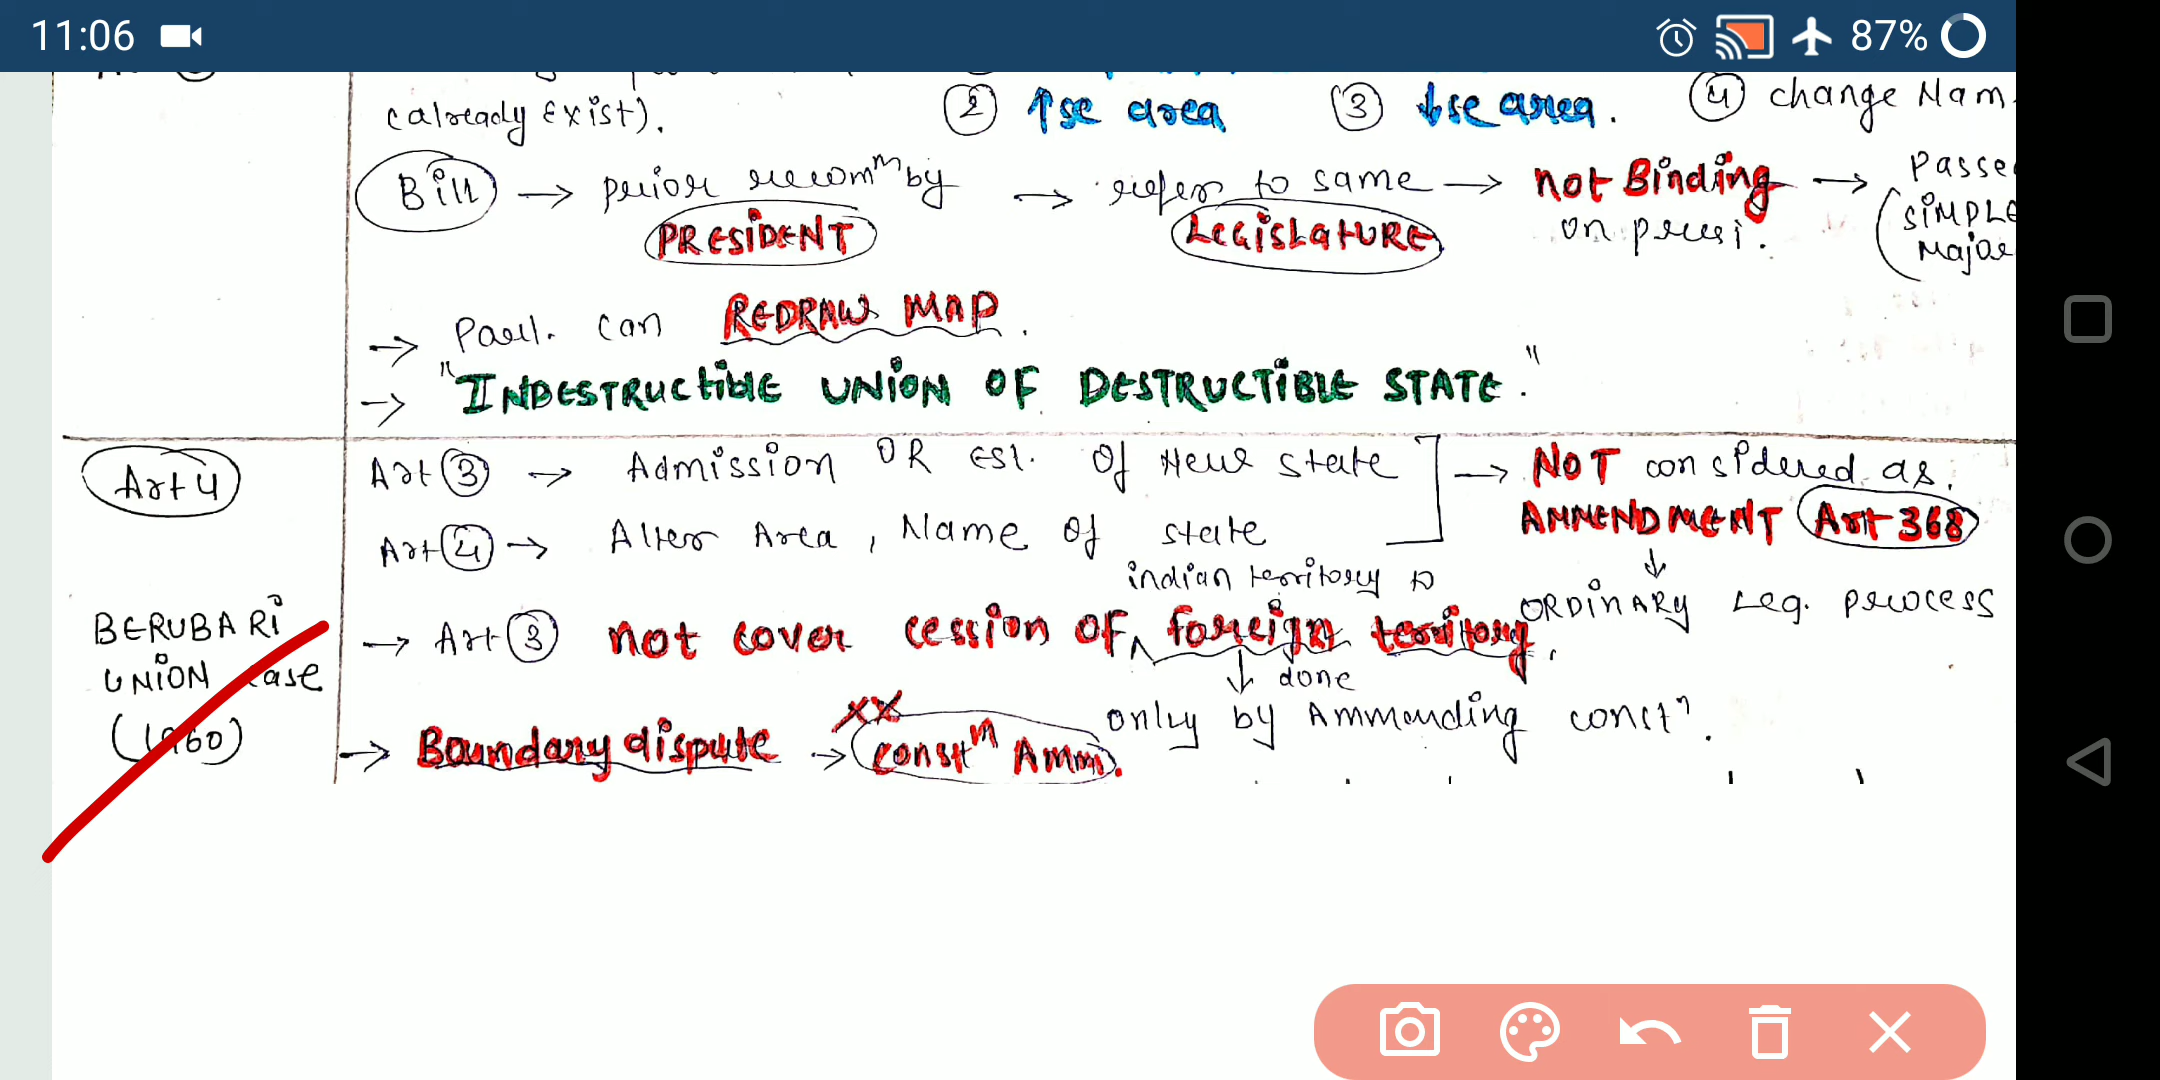 11:06
87%
(already Exist).
② ↑se area
③ ↓se area.
④ change Nam
Bill → prior recomᵐ by PRESIDENT → refer to same LEGISLATURE → not Binding on presi. → Passe
(SIMPLE
Major
→ Parl. can REDRAW MAP.
→ "INDESTRUCTIBLE UNION OF DESTRUCTIBLE STATE."
Art 4
Art ③ → Admission OR Est. Of New state
→ NOT considered as
Art ④ → Alter Area, Name of state
AMMENDMENT Art 368
↓
ORDINARY Leg. process
BERUBARI
UNION Case
(1960)
indian territory to
→ Art ③ not cover cession of ^ foreign territory.
↓ done
only by Ammending constⁿ.
→ Boundary dispute → xx
constᵐ Amm.